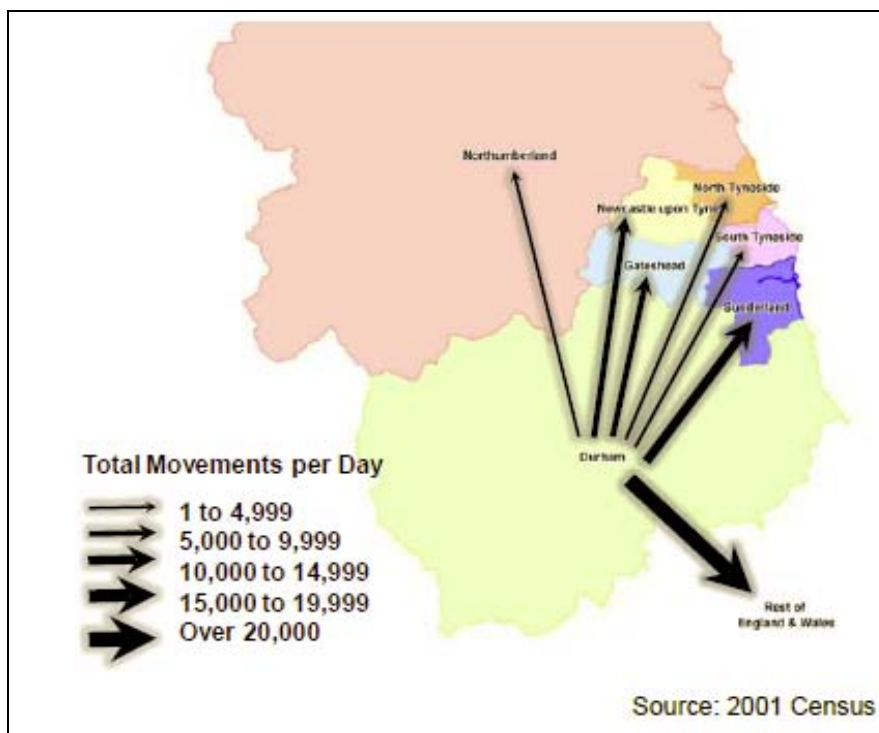 Northumberland
North Tyneside
Newcastle upon Tyne
South Tyneside
Gateshead
Sunderland
Durham
Total Movements per Day
1 to 4,999
5,000 to 9,999
10,000 to 14,999
15,000 to 19,999
Over 20,000
Rest of
England & Wales
Source: 2001 Census